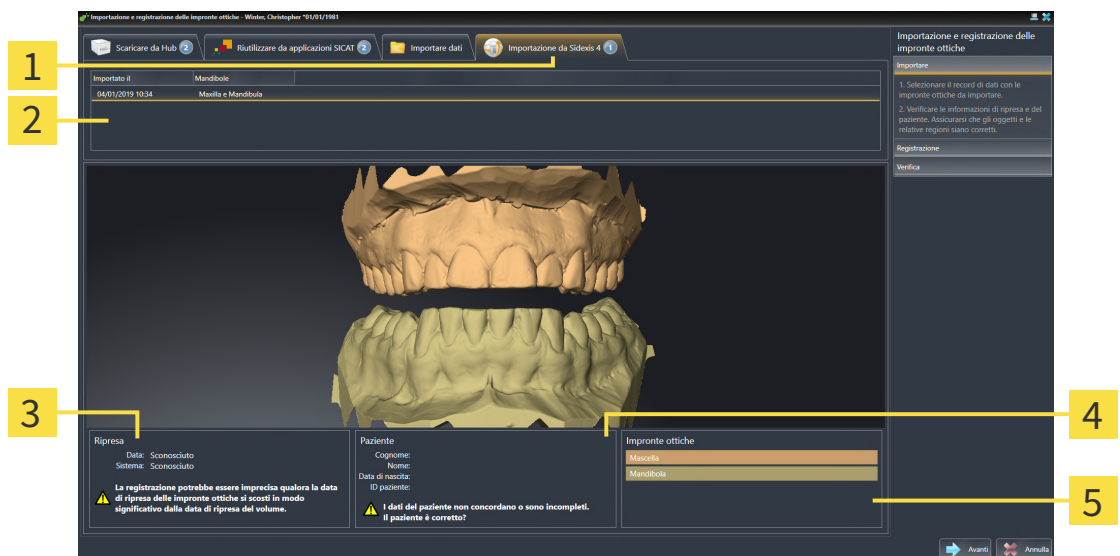 Importazione e registrazione delle impronte ottiche - Winter, Christopher *01/01/1981
Scaricare da Hub 2
Riutilizzare da applicazioni SICAT 2
Importare dati
Importazione da Sidexis 4 1
Importato il Mandibole
04/01/2019 10:34 Maxilla e Mandibula
Importazione e registrazione delle
impronte ottiche
Importare
1. Selezionare il record di dati con le
impronte ottiche da importare.
2. Verificare le informazioni di ripresa e del
paziente. Assicurarsi che gli oggetti e le
relative regioni siano corretti.
Registrazione
Verifica
1
2
3
4
5
Ripresa
Data: Sconosciuto
Sistema: Sconosciuto
La registrazione potrebbe essere imprecisa qualora la data
di ripresa delle impronte ottiche si scosti in modo
significativo dalla data di ripresa del volume.
Paziente
Cognome:
Nome:
Data di nascita:
ID paziente:
I dati del paziente non concordano o sono incompleti.
Il paziente è corretto?
Impronte ottiche
Mascella
Mandibola
Avanti
Annulla